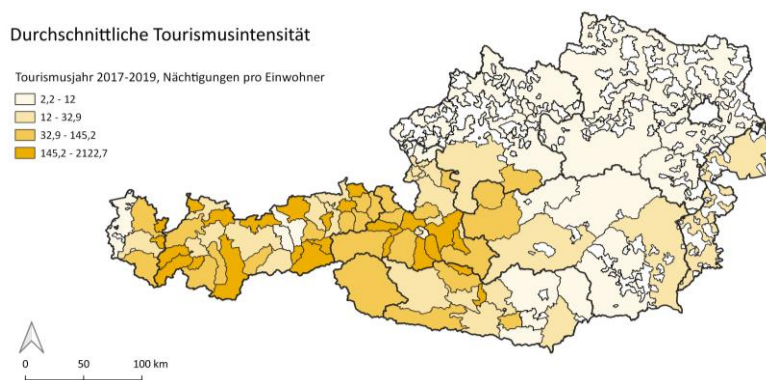 Durchschnittliche Tourismusintensität
Tourismusjahr 2017-2019, Nächtigungen pro Einwohner
2,2 - 12
12 - 32,9
32,9 - 145,2
145,2 - 2122,7
0 50 100 km